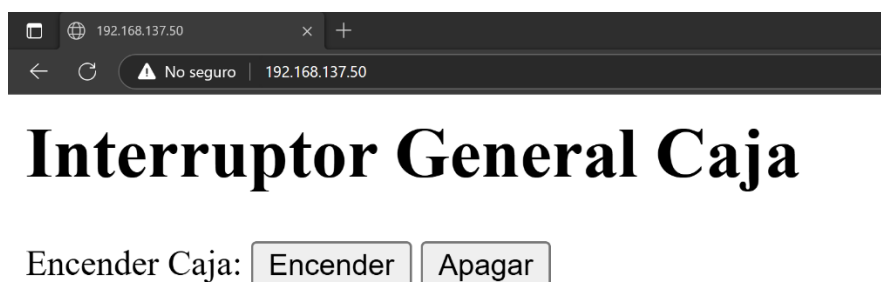 192.168.137.50
No seguro 192.168.137.50
Interruptor General Caja
Encender Caja: Encender Apagar